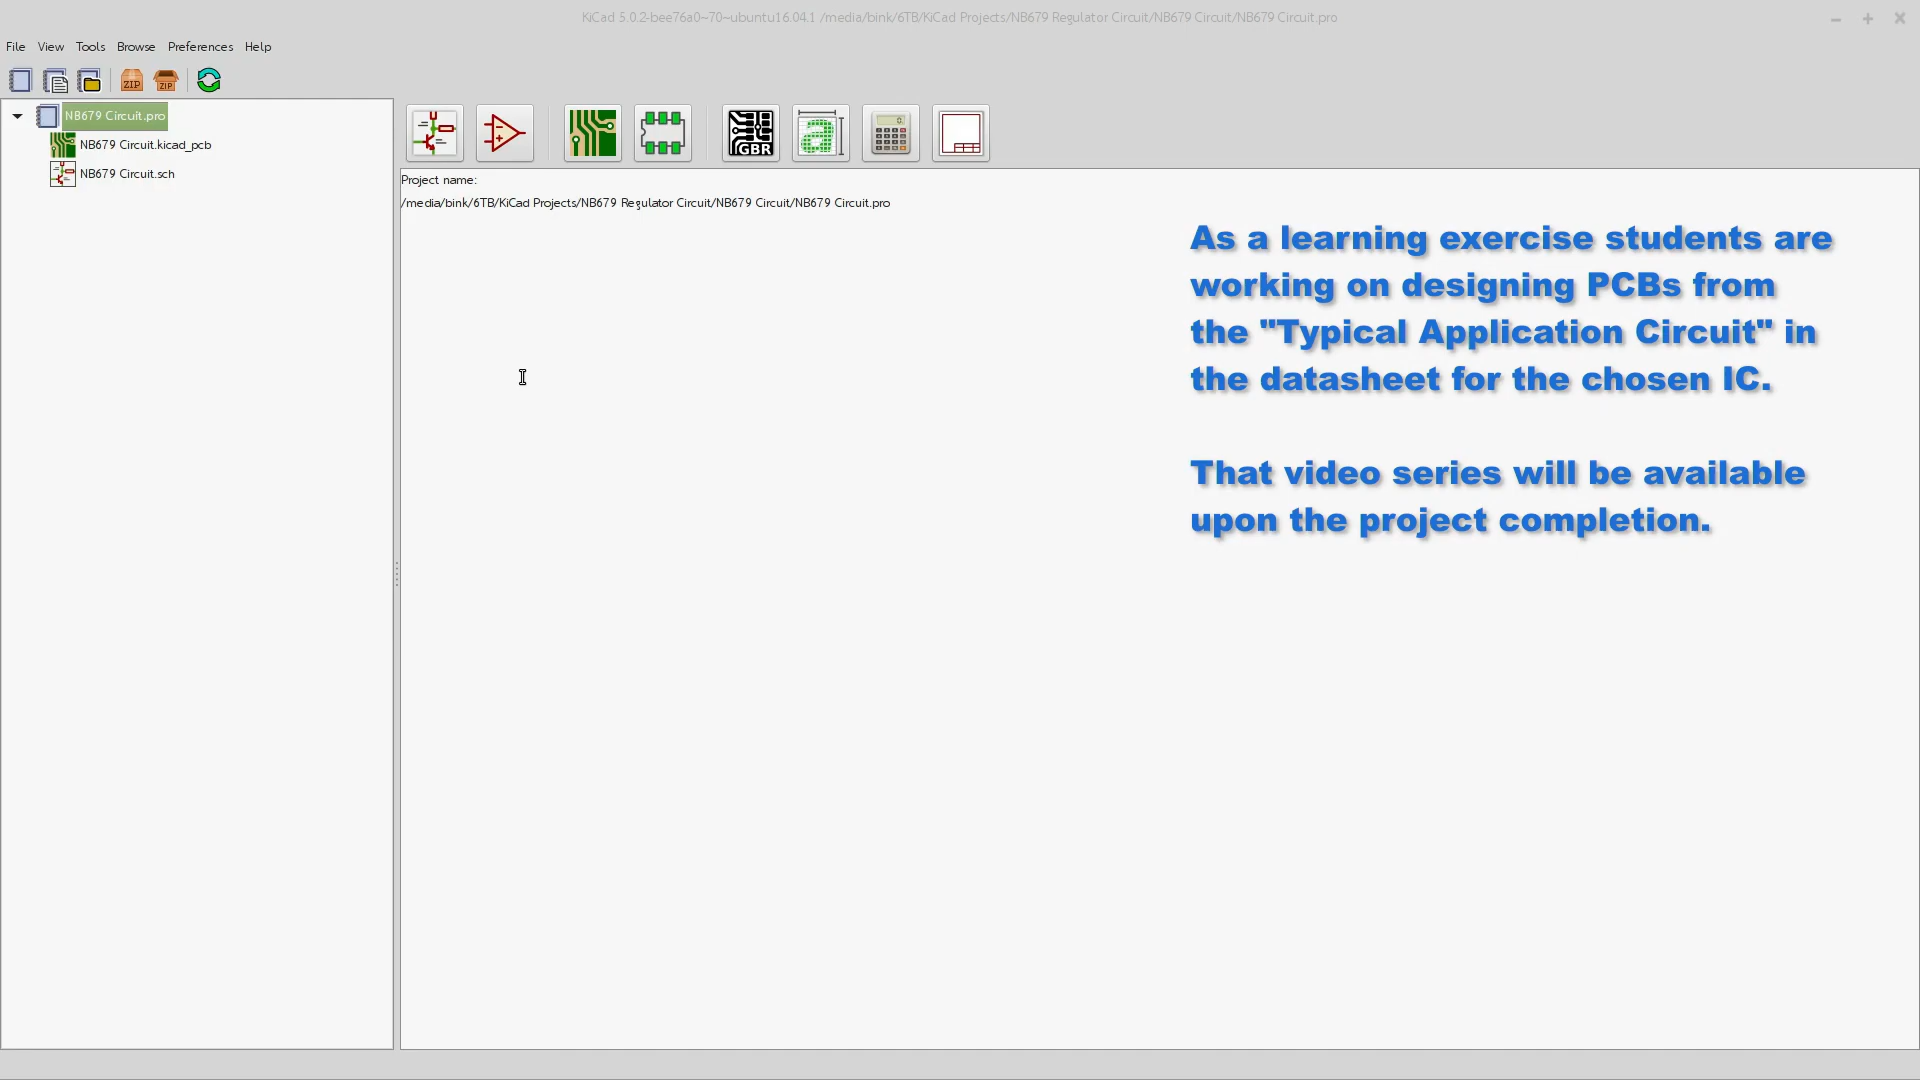 KiCad 5.0.2-bee76a0~70~ubuntu16.04.1 /media/bink/6TB/KiCad Projects/NB679 Regulator Circuit/NB679 Circuit/NB679 Circuit.pro
File View Tools Browse Preferences Help
ZIP ZIP
NB679 Circuit.pro
NB679 Circuit.kicad_pcb
NB679 Circuit.sch
GBR a 0.
Project name:
/media/bink/6TB/KiCad Projects/NB679 Regulator Circuit/NB679 Circuit/NB679 Circuit.pro
As a learning exercise students are
working on designing PCBs from
the "Typical Application Circuit" in
the datasheet for the chosen IC.
That video series will be available
upon the project completion.